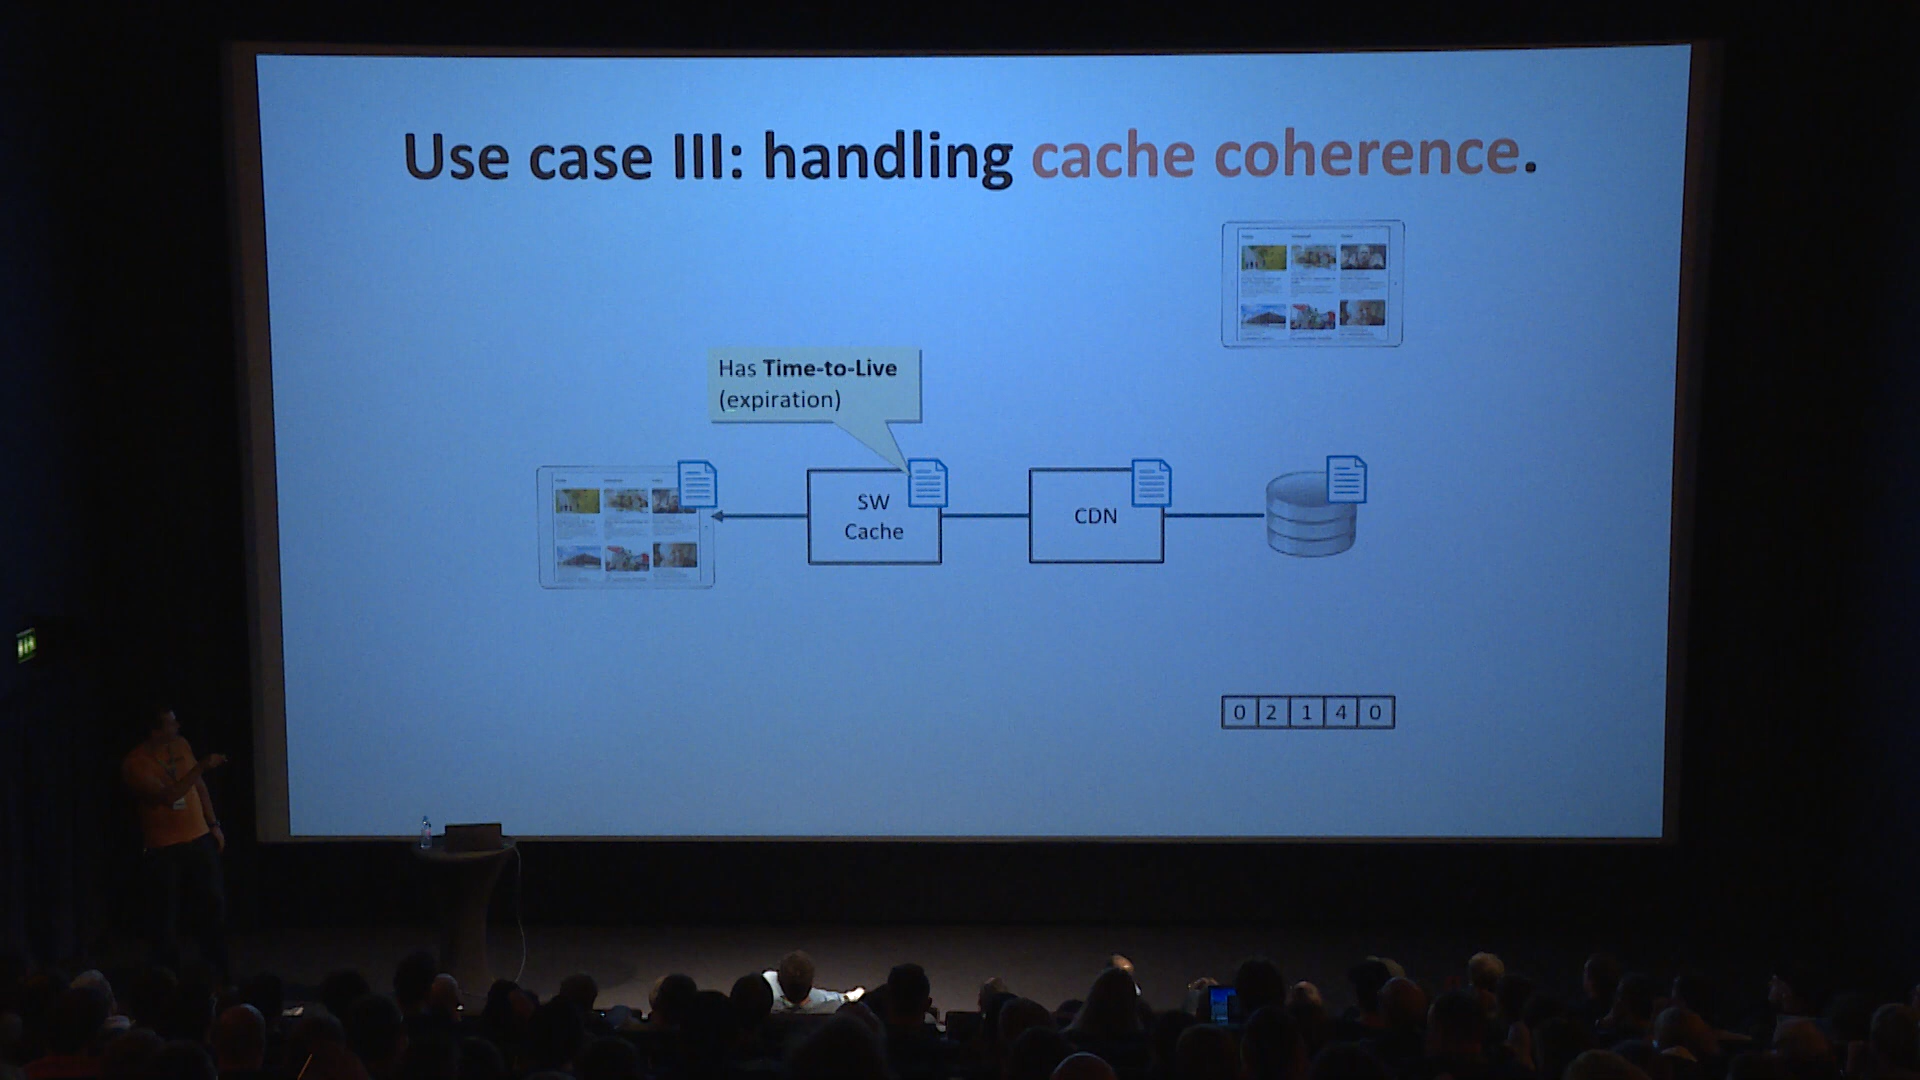 Use case III: handling cache coherence.
Has Time-to-Live
(expiration)
SW
Cache
CDN
0 2 1 4 0